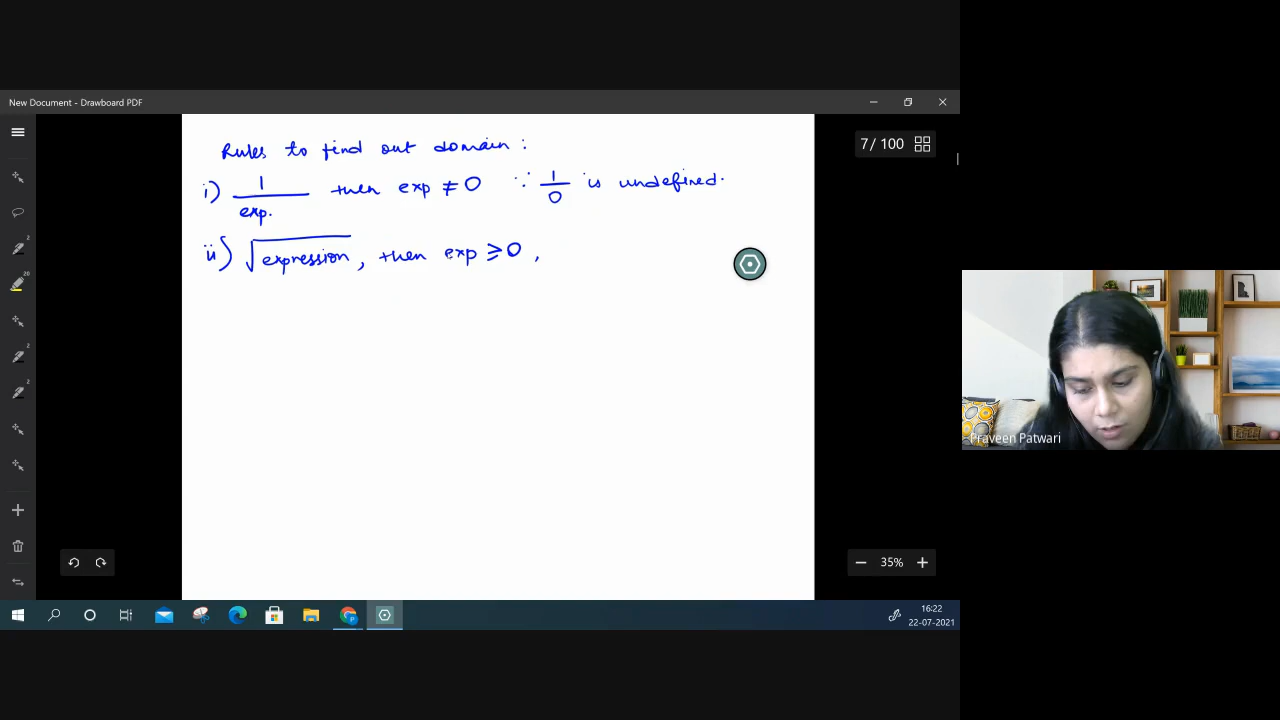 New Document - Drawboard PDF
7 / 100
Rules to find out domain :
i) 1/exp. then exp ≠ 0 ∵ 1/0 is undefined.
ii) √expression, then exp ⩾ 0 ,
Praveen Patwari
35%
16:22
22-07-2021